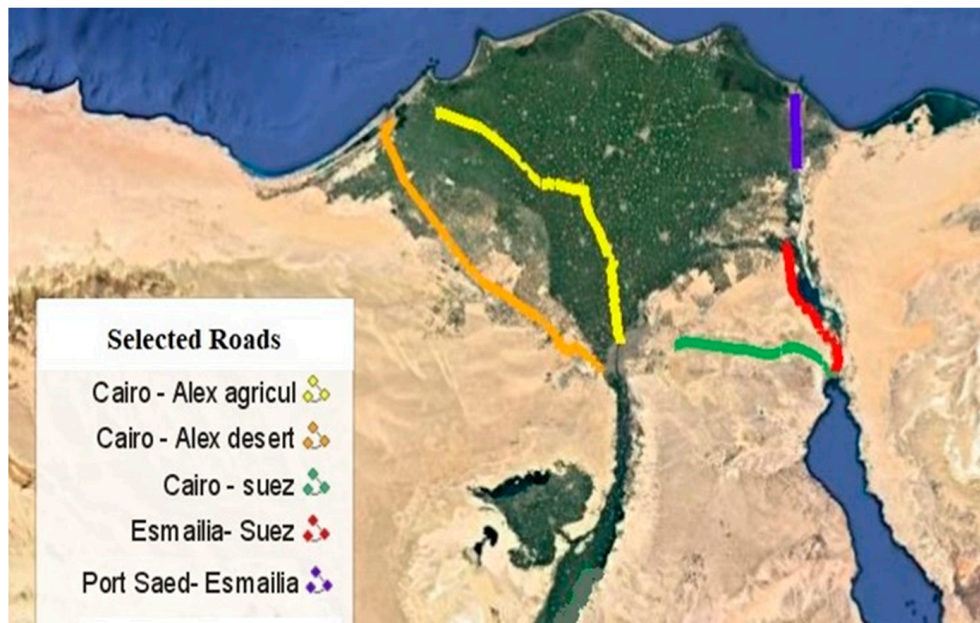 Selected Roads
Cairo - Alex agricul
Cairo - Alex desert
Cairo - suez
Esmailia- Suez
Port Saed- Esmailia